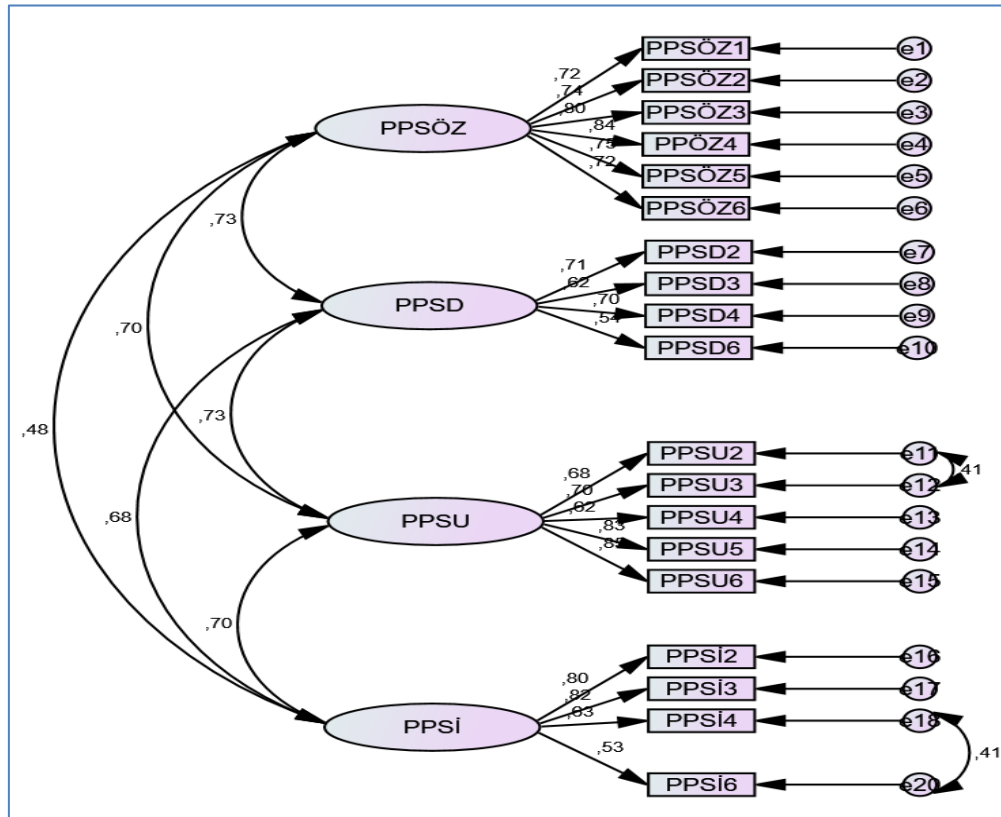 PPSÖZ
PPSD
PPSU
PPSİ
,72
,74
,80
,84
,75
,72
,71
,62
,70
,54
,68
,70
,62
,83
,85
,80
,82
,63
,53
,73
,70
,48
,73
,68
,70
PPSÖZ1 e1
PPSÖZ2 e2
PPSÖZ3 e3
PPÖZ4 e4
PPSÖZ5 e5
PPSÖZ6 e6
PPSD2 e7
PPSD3 e8
PPSD4 e9
PPSD6 e10
PPSU2 e11
PPSU3 e12
PPSU4 e13
PPSU5 e14
PPSU6 e15
,41
PPSİ2 e16
PPSİ3 e17
PPSİ4 e18
PPSİ6 e20
,41